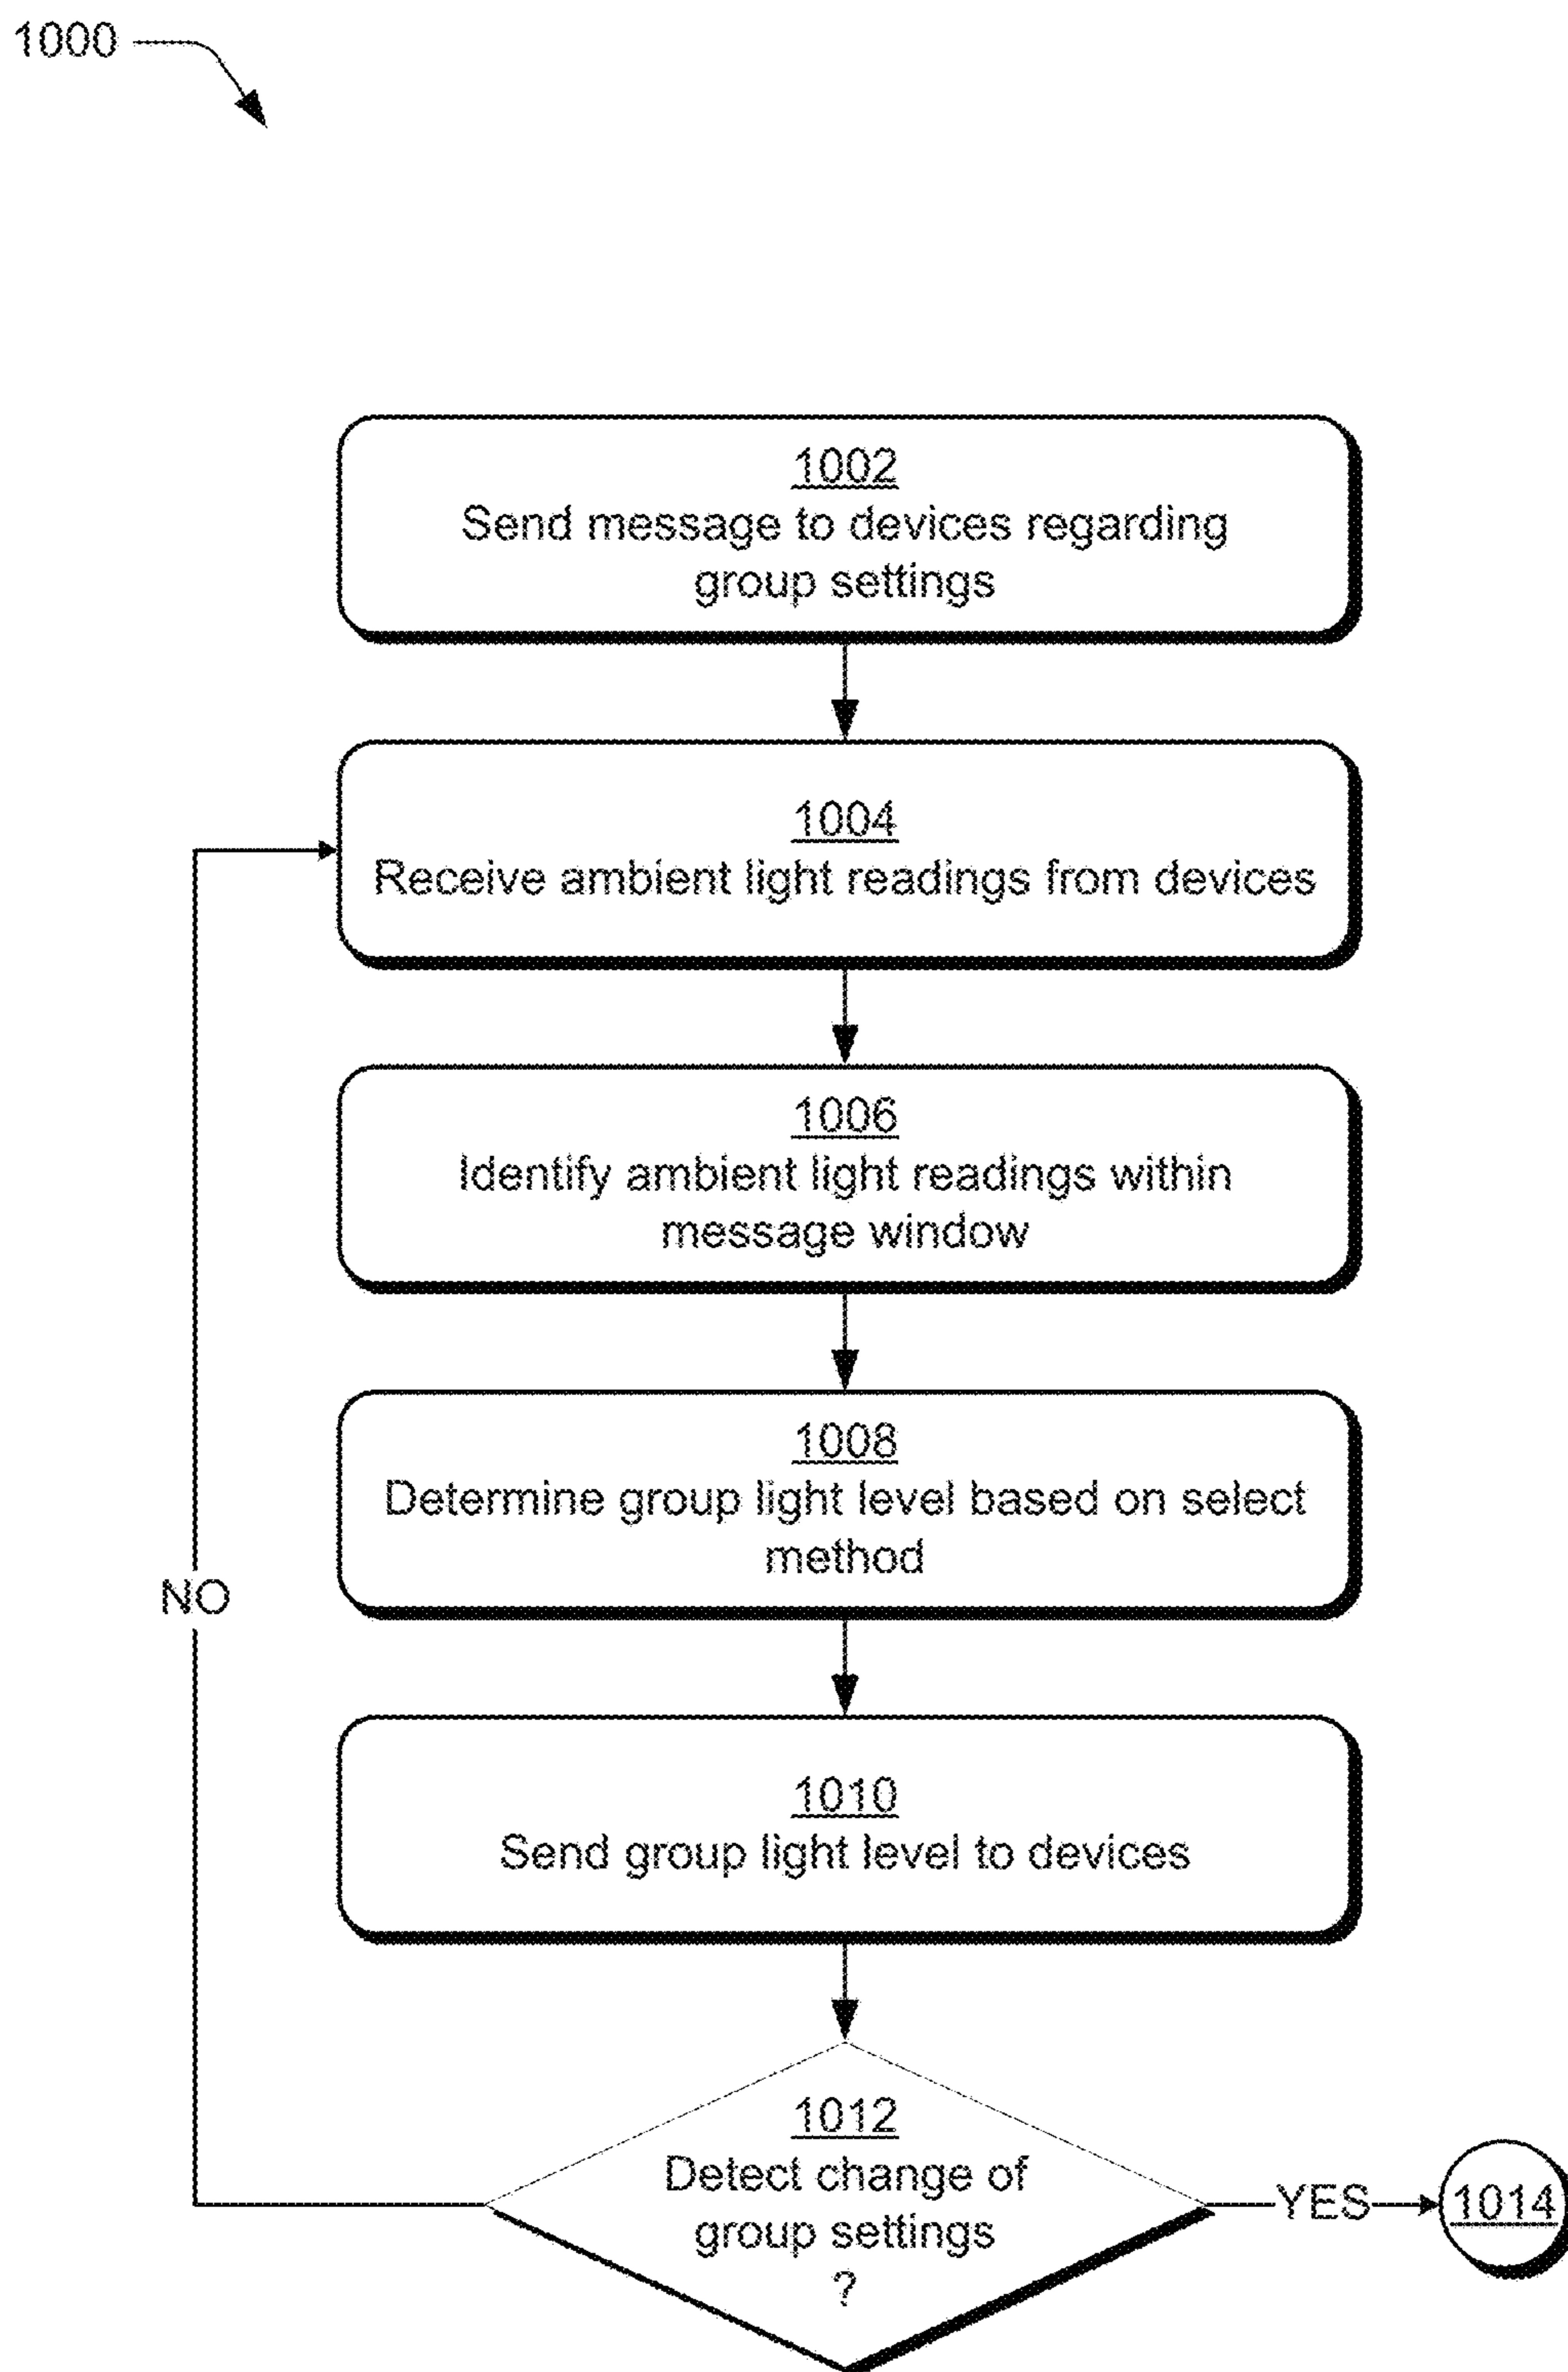 1000
1002
Send message to devices regarding
group settings
1004
Receive ambient light readings from devices
1006
Identify ambient light readings within
message window
1008
Determine group light level based on select
method
NO
1010
Send group light level to devices
1012
Detect change of
group settings
?
YES
1014